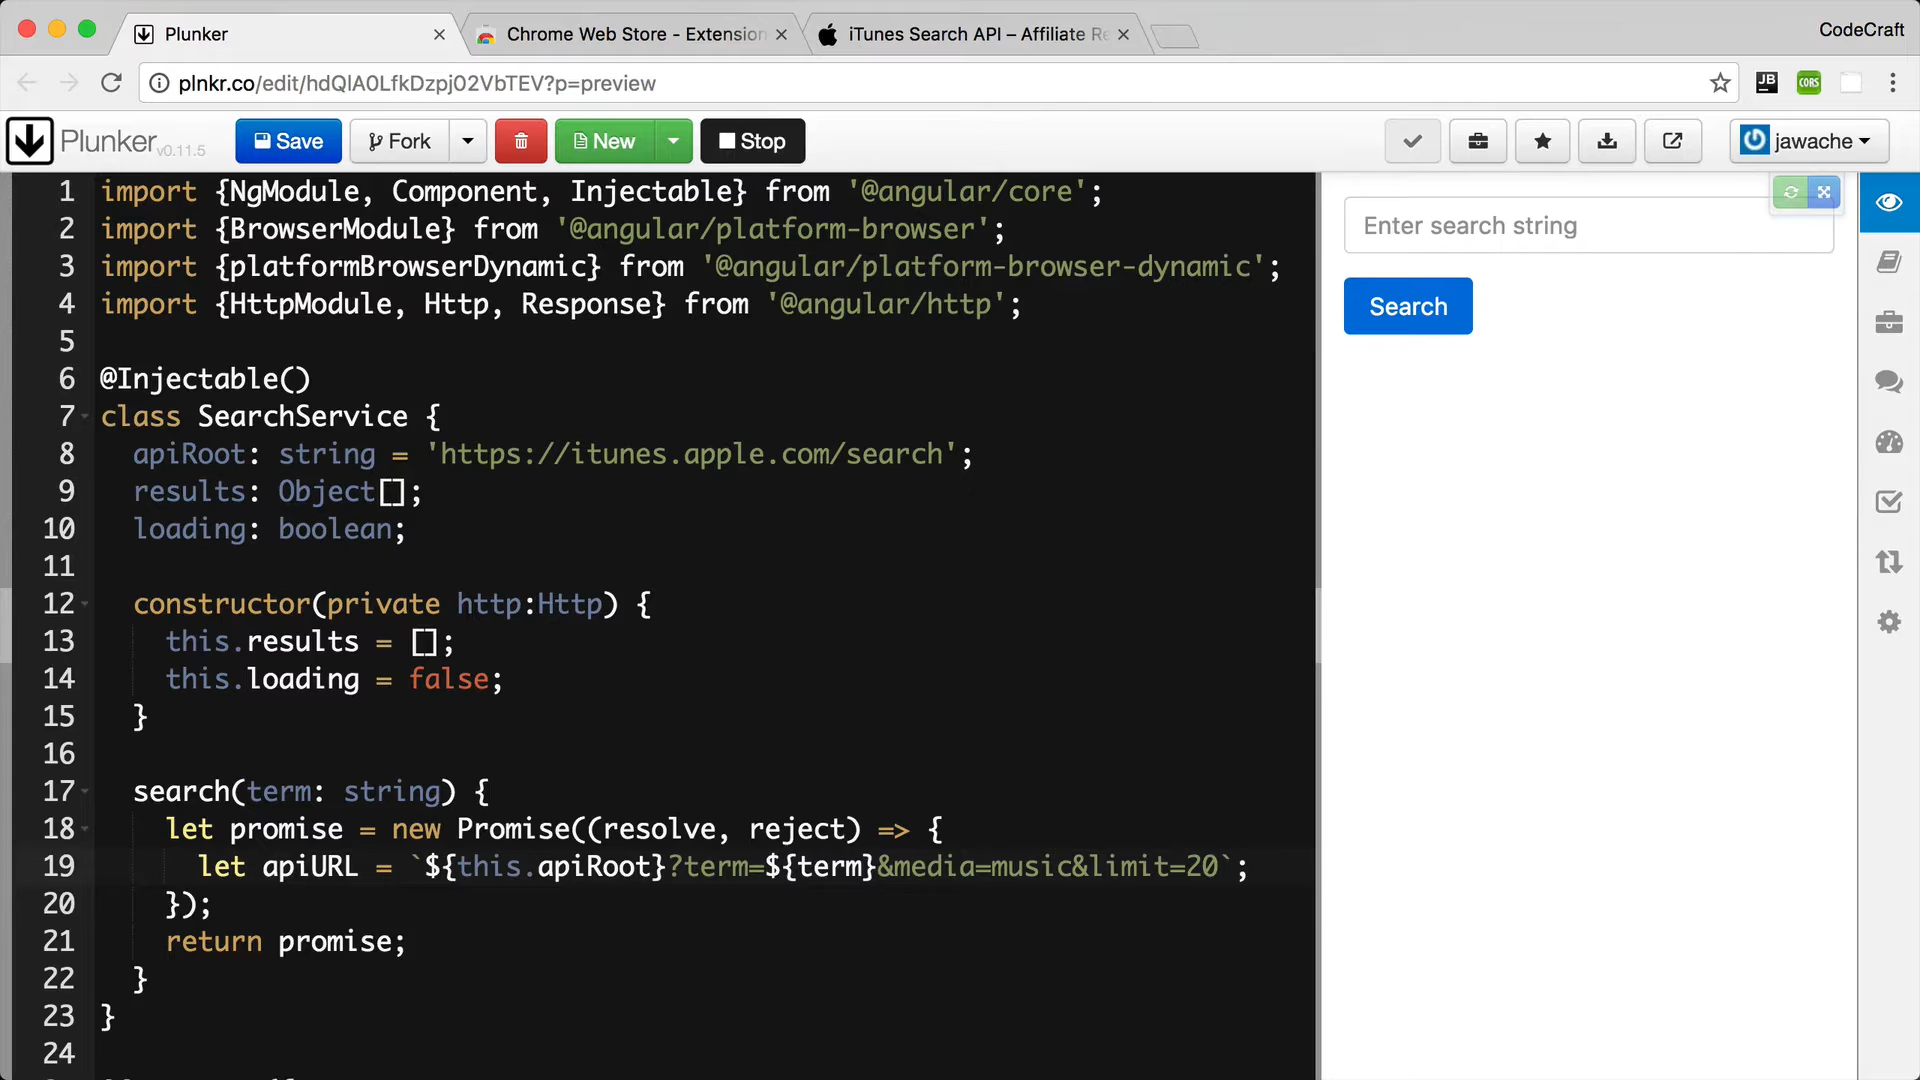 Plunker
Chrome Web Store - Extension
iTunes Search API – Affiliate Re
CodeCraft
plnkr.co/edit/hdQlA0LfkDzpj02VbTEV?p=preview
JB
CORS
Plunker v0.11.5
Save
Fork
New
Stop
jawache
1 import {NgModule, Component, Injectable} from '@angular/core';
2 import {BrowserModule} from '@angular/platform-browser';
3 import {platformBrowserDynamic} from '@angular/platform-browser-dynamic';
4 import {HttpModule, Http, Response} from '@angular/http';
5
6 @Injectable()
7 class SearchService {
8 apiRoot: string = 'https://itunes.apple.com/search';
9 results: Object[];
10 loading: boolean;
11
12 constructor(private http:Http) {
13 this.results = [];
14 this.loading = false;
15 }
16
17 search(term: string) {
18 let promise = new Promise((resolve, reject) => {
19 let apiURL = `${this.apiRoot}?term=${term}&media=music&limit=20`;
20 });
21 return promise;
22 }
23 }
24
Enter search string
Search